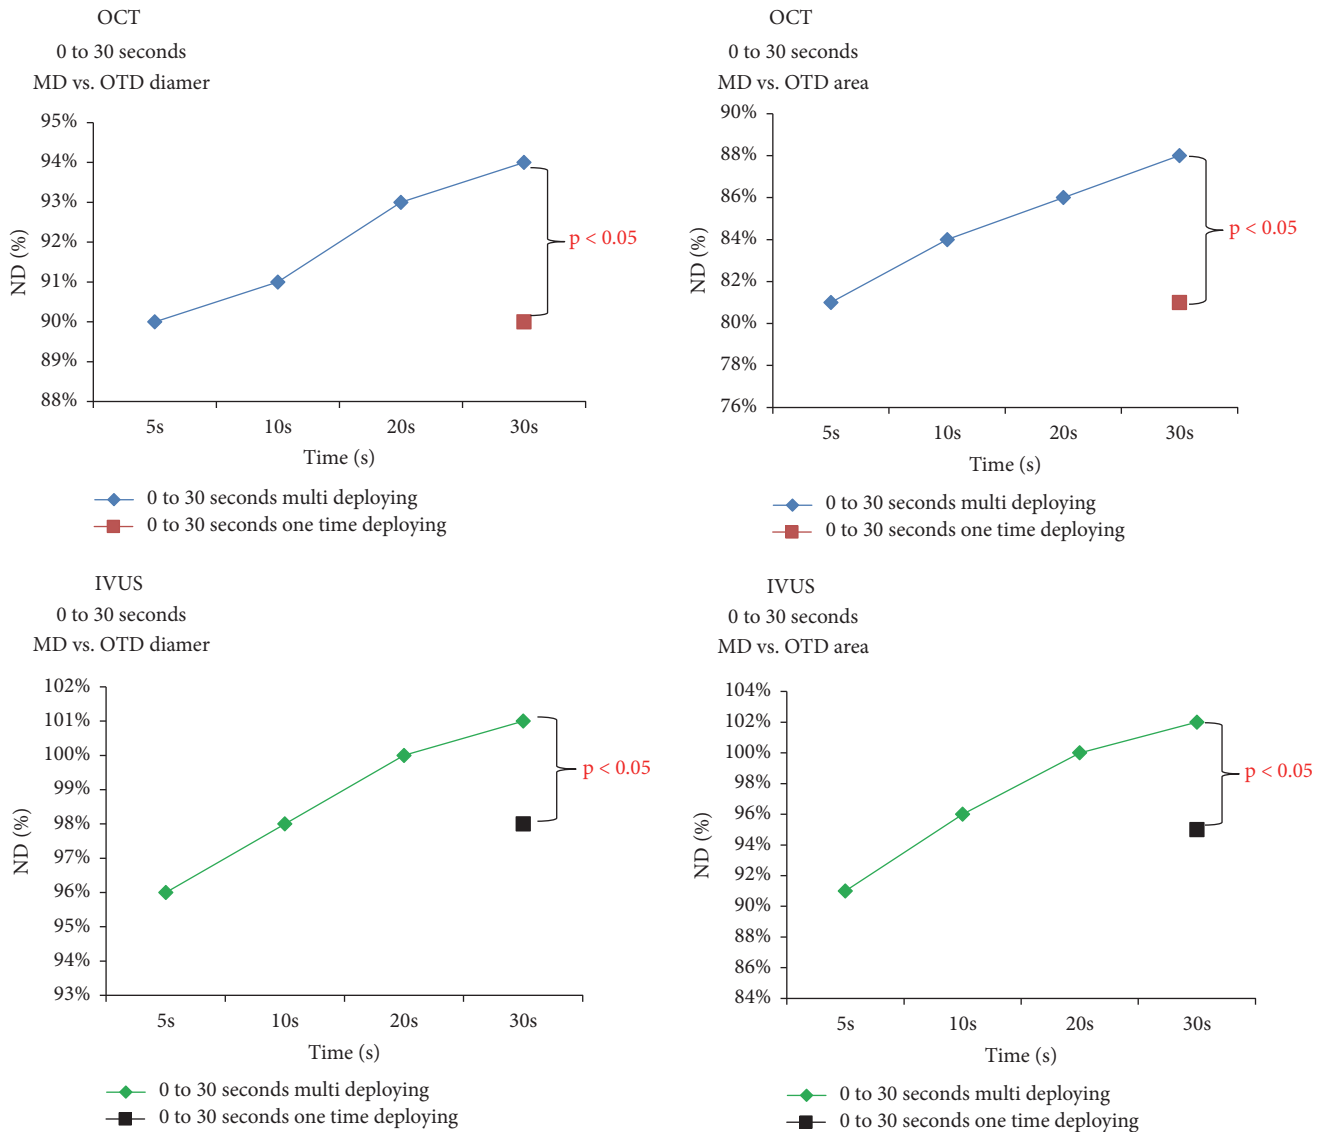 OCT
0 to 30 seconds
MD vs. OTD diamer
95%
94%
93%
92%
91%
90%
89%
88%
ND (%)
p < 0.05
5s 10s 20s 30s
Time (s)
0 to 30 seconds multi deploying
0 to 30 seconds one time deploying
OCT
0 to 30 seconds
MD vs. OTD area
90%
88%
86%
84%
82%
80%
78%
76%
ND (%)
p < 0.05
5s 10s 20s 30s
Time (s)
0 to 30 seconds multi deploying
0 to 30 seconds one time deploying
IVUS
0 to 30 seconds
MD vs. OTD diamer
102%
101%
100%
99%
98%
97%
96%
95%
94%
93%
ND (%)
p < 0.05
5s 10s 20s 30s
Time (s)
0 to 30 seconds multi deploying
0 to 30 seconds one time deploying
IVUS
0 to 30 seconds
MD vs. OTD area
104%
102%
100%
98%
96%
94%
92%
90%
88%
86%
84%
ND (%)
p < 0.05
5s 10s 20s 30s
Time (s)
0 to 30 seconds multi deploying
0 to 30 seconds one time deploying